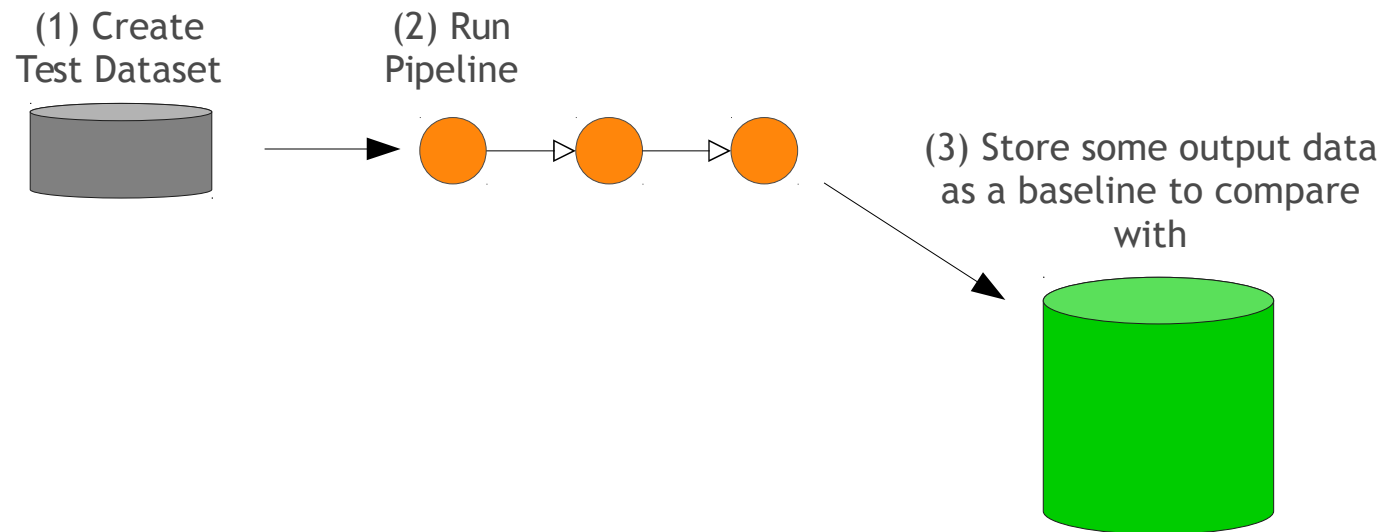 (1) Create
Test Dataset
(2) Run
Pipeline
(3) Store some output data
as a baseline to compare
with